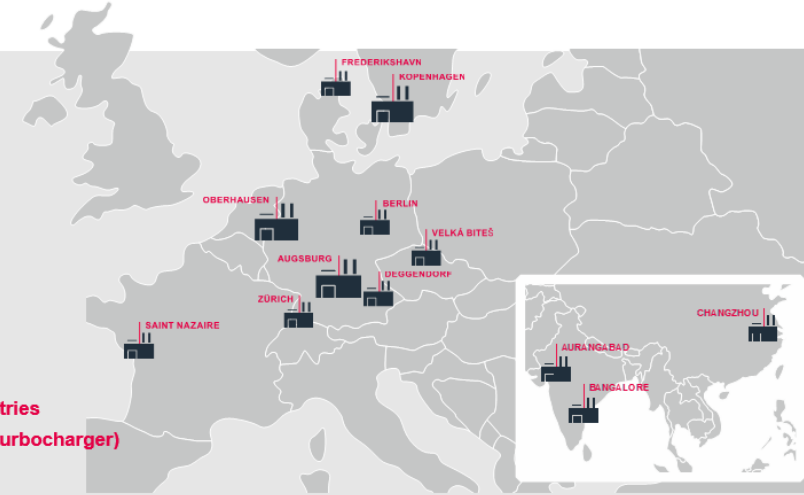 FREDERIKSHAVN
KOPENHAGEN
OBERHAUSEN
BERLIN
VELKÁ BITEŠ
AUGSBURG
DEGGENDORF
ZÜRICH
SAINT NAZAIRE
CHANGZHOU
AURANGABAD
BANGALORE
tries
urbocharger)